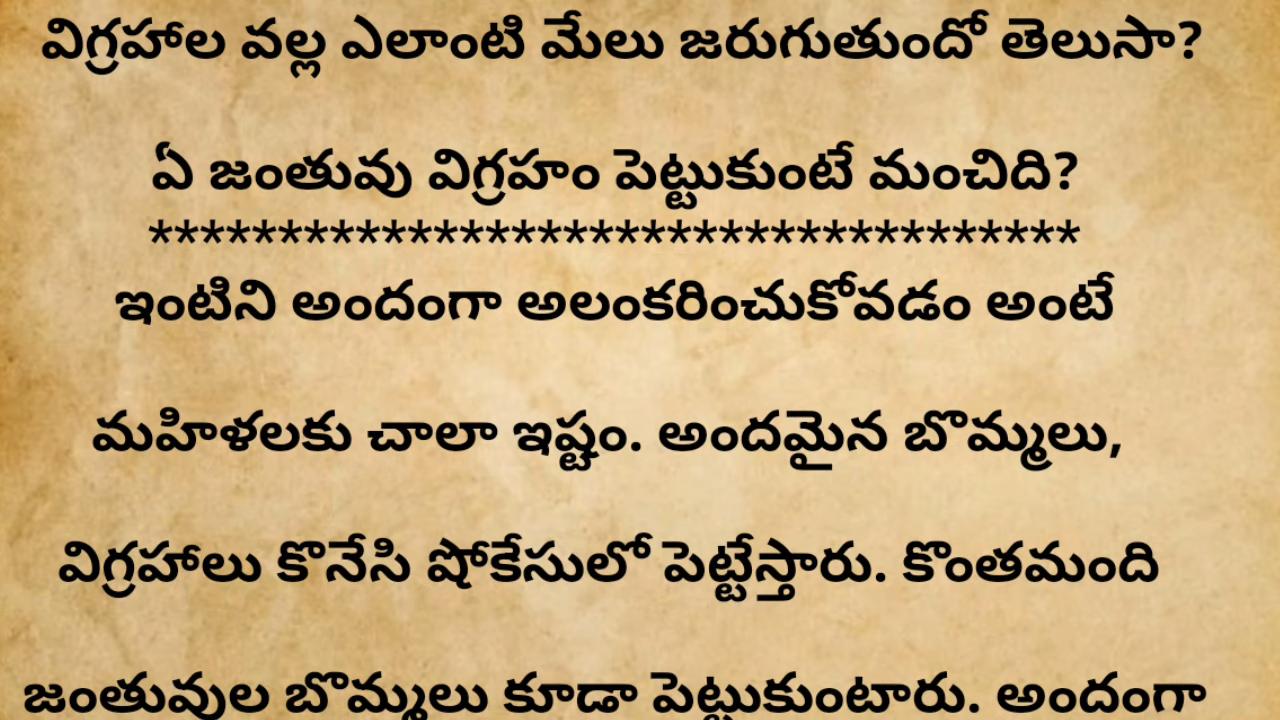 విగ్రహాల వల్ల ఎలాంటి మేలు జరుగుతుందో తెలుసా?
ఏ జంతువు విగ్రహం పెట్టుకుంటే మంచిది?
************************************
ఇంటిని అందంగా అలంకరించుకోవడం అంటే
మహిళలకు చాలా ఇష్టం. అందమైన బొమ్మలు,
విగ్రహాలు కొనేసి షోకేసులో పెట్టేస్తారు. కొంతమంది
జంతువుల బొమ్మలు కూడా పెట్టుకుంటారు. అందంగా